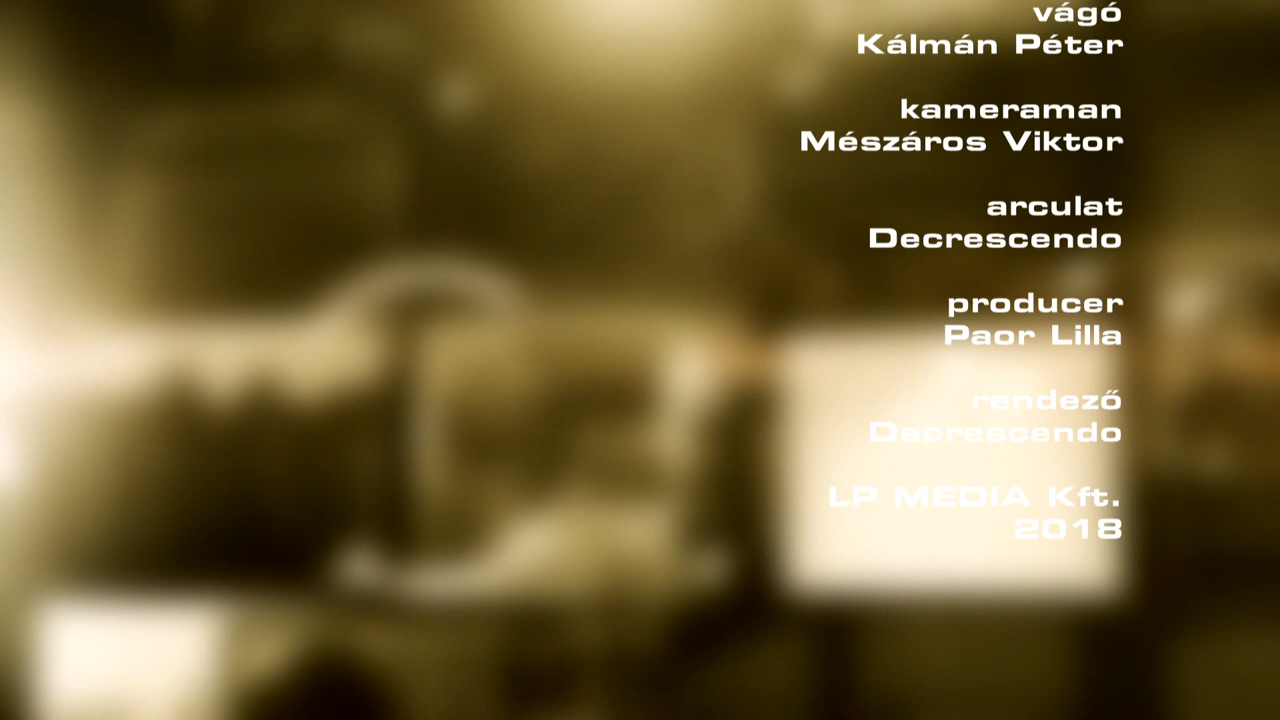 vágó
Kálmán Péter
kameraman
Mészáros Viktor
arculat
Decrescendo
producer
Paor Lilla
rendező
Decrescendo
LP MEDIA Kft.
2018